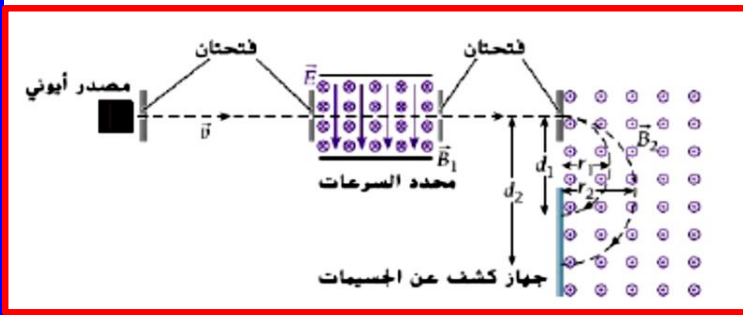 فتحتان
فتحتان
مصدر أيوني
E
v
B1
B2
r1
r2
d1
d2
محدد السرعات
جهاز كشف عن الجسيمات